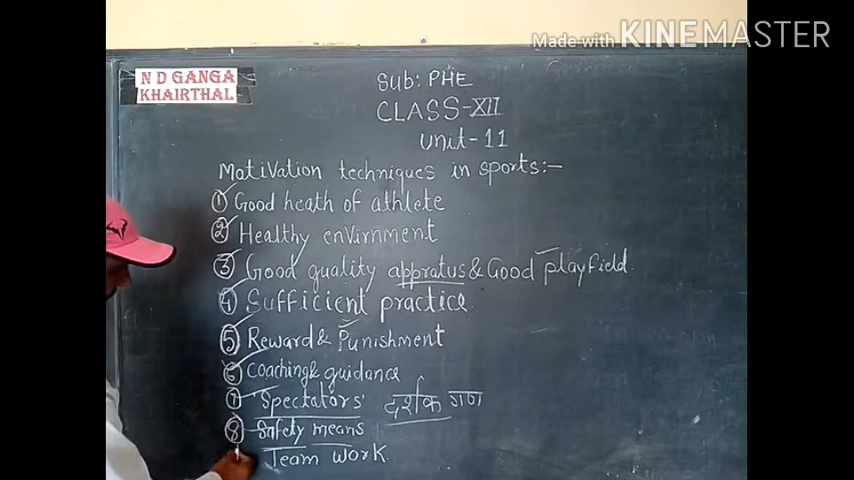 Made with KINEMASTER
N D GANGA
KHAIRTHAL
Sub: PHE
CLASS-XII
Unit-11
Motivation techniques in sports:-
① Good heath of athlete
② Healthy envirnment
③ Good quality appratus & Good playfield.
④ Sufficient practice
⑤ Reward & Punishment
⑥ Coaching & guidance
⑦ Spectators' दर्शक गण
⑧ Safety means
Team work